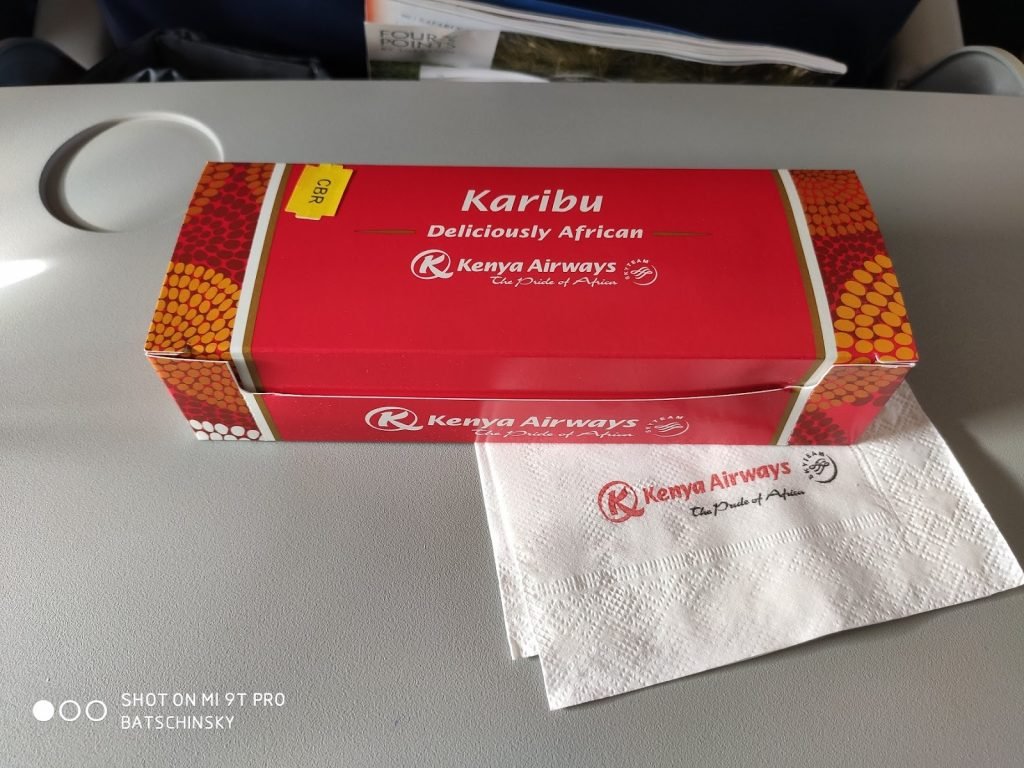 FOUR
POINTS
CBR
Karibu
Deliciously African
Kenya Airways
The Pride of Africa
SKYTEAM
Kenya Airways
The Pride of Africa
SKYTEAM
Kenya Airways
The Pride of Africa
SKYTEAM
SHOT ON MI 9T PRO
BATSCHINSKY